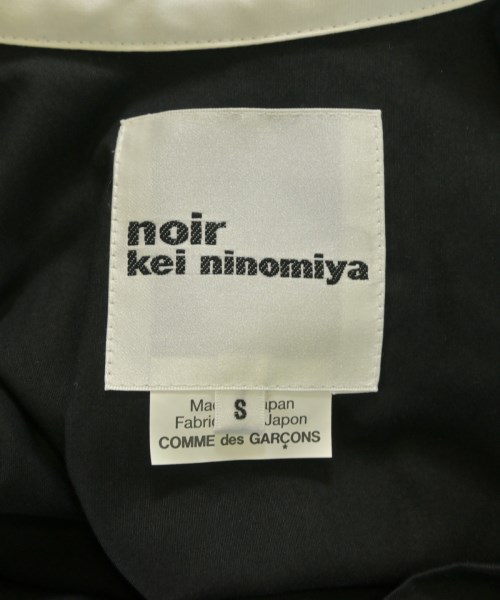 noir
kei ninomiya
S
Japon
COMME des GARÇONS